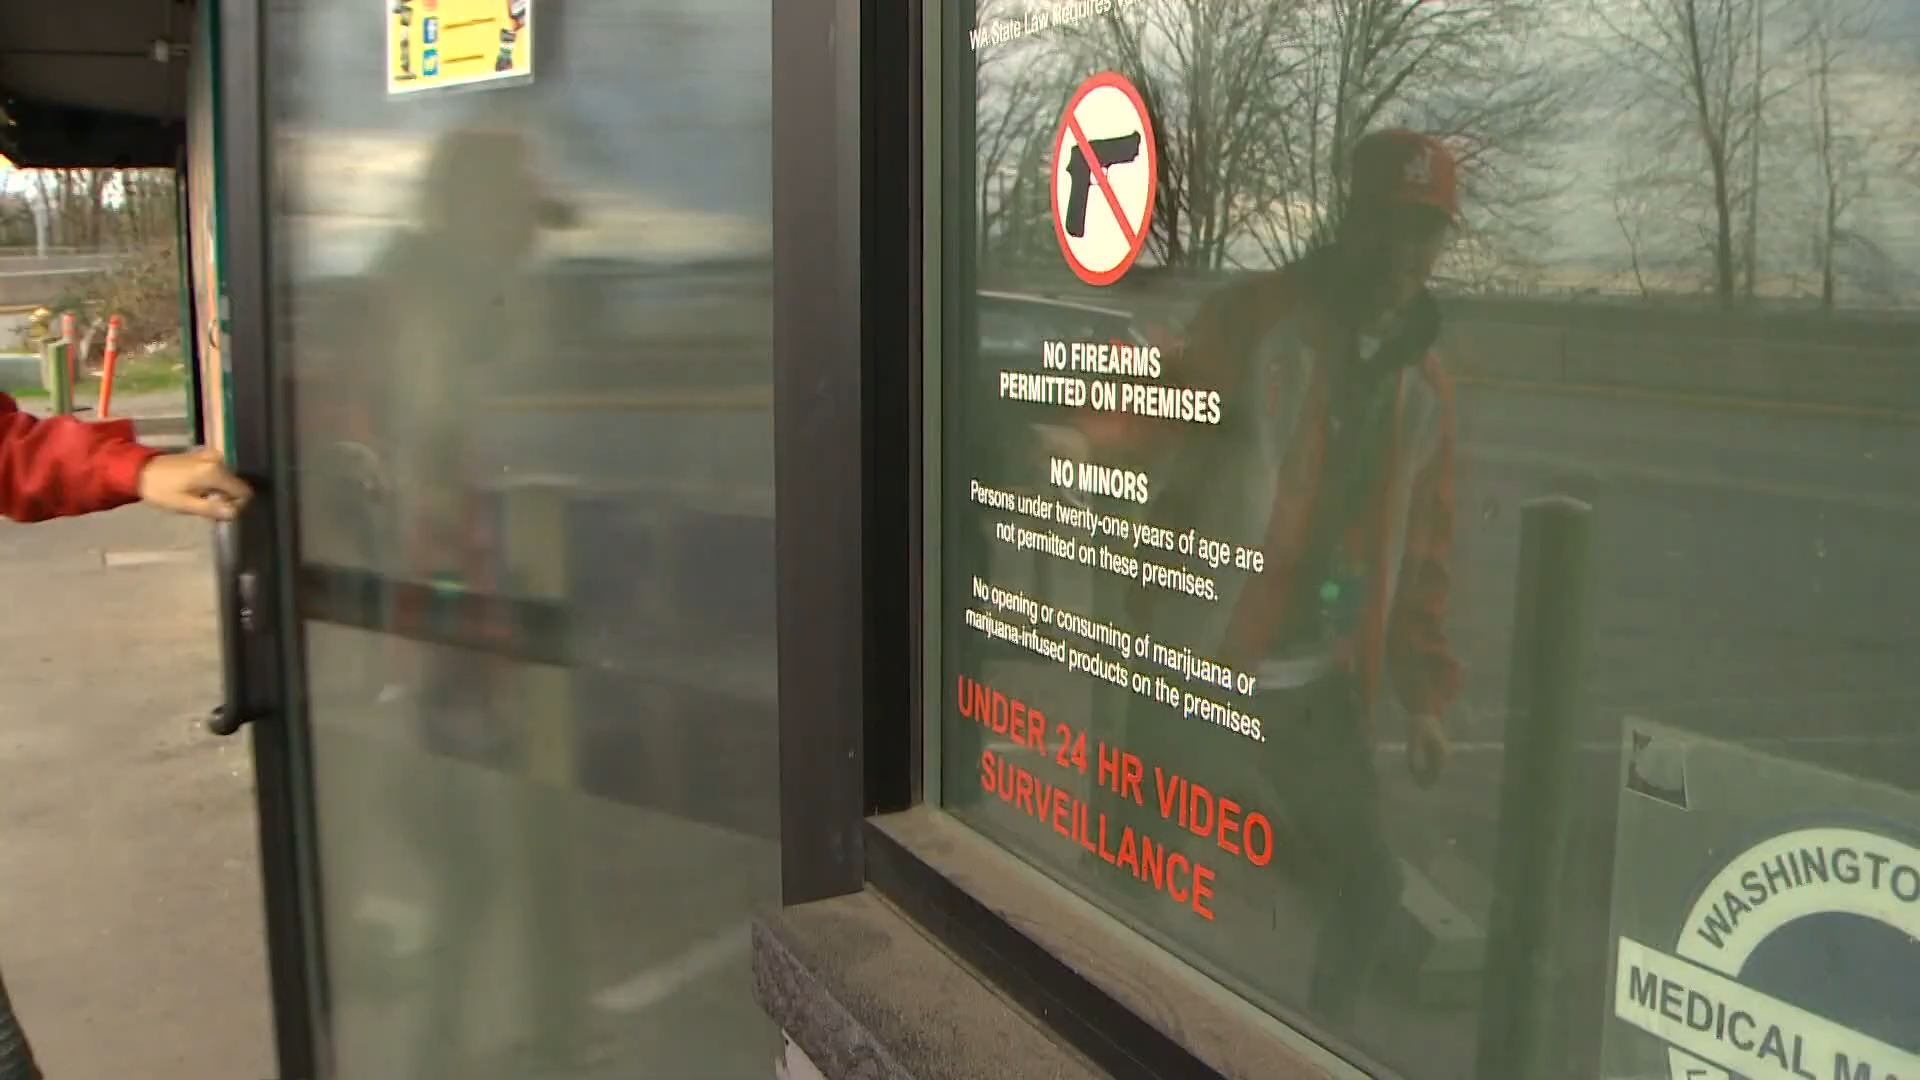 WA State Law Requires
NO FIREARMS
PERMITTED ON PREMISES
NO MINORS
Persons under twenty-one years of age are
not permitted on these premises.
No opening or consuming of marijuana or
marijuana-infused products on the premises.
UNDER 24 HR VIDEO
SURVEILLANCE
WASHINGTO
MEDICAL MA